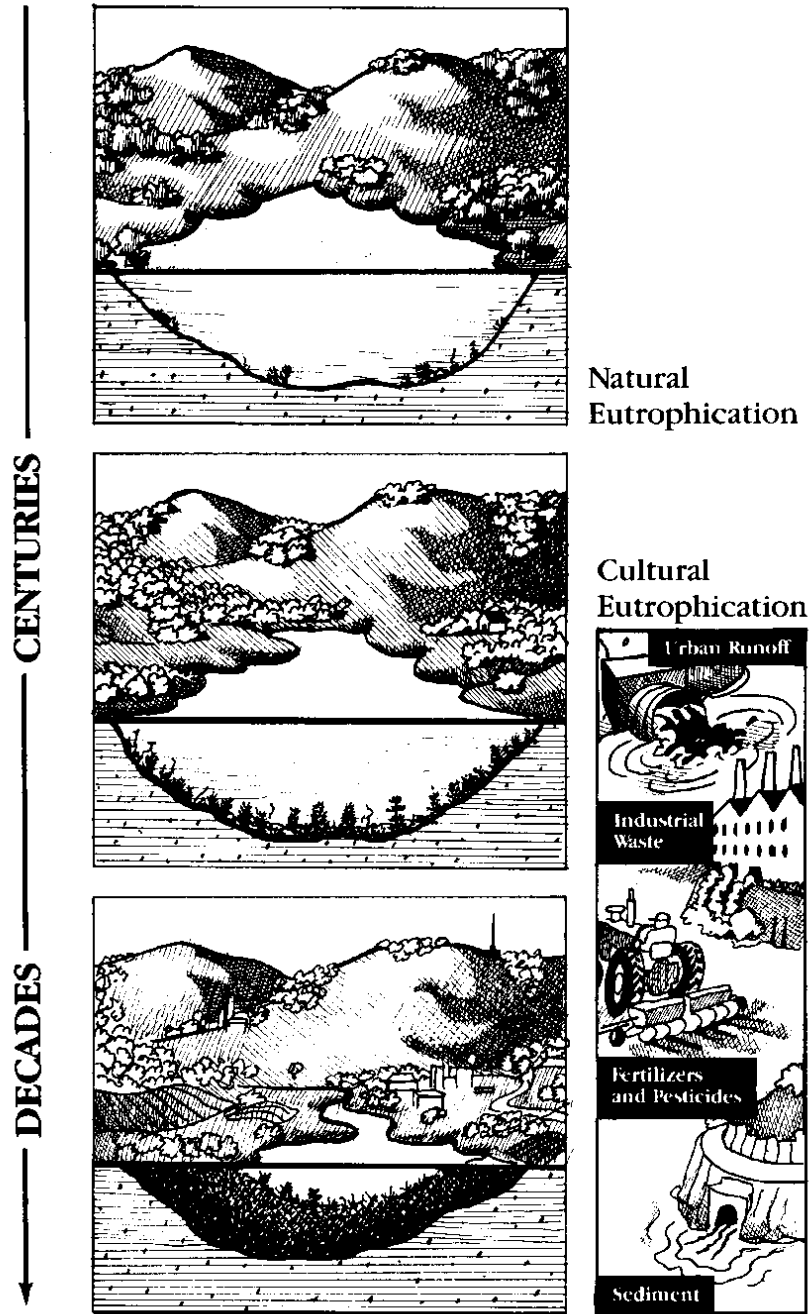 CENTURIES
DECADES
Natural
Eutrophication
Cultural
Eutrophication
Urban Runoff
Industrial
Waste
Fertilizers
and Pesticides
Sediment